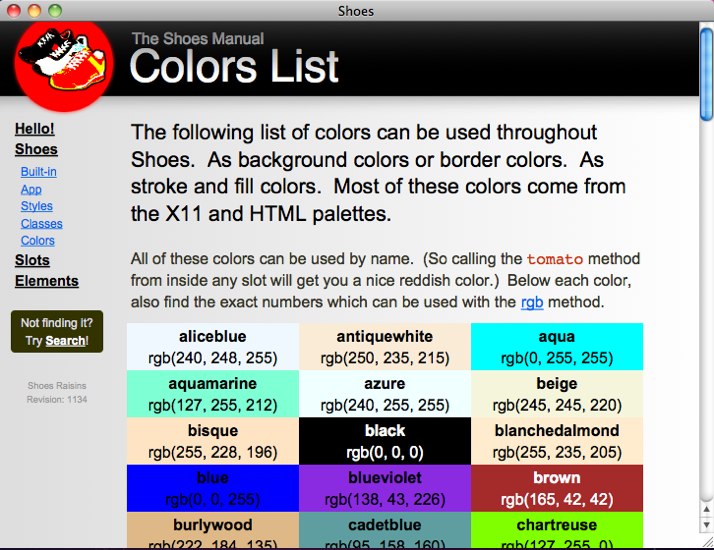 Shoes
The Shoes Manual
Colors List
Hello!
Shoes
Built-in
App
Styles
Classes
Colors
Slots
Elements
Not finding it?
Try Search!
Shoes Raisins
Revision: 1134
The following list of colors can be used throughout
Shoes. As background colors or border colors. As
stroke and fill colors. Most of these colors come from
the X11 and HTML palettes.
All of these colors can be used by name. (So calling the tomato method
from inside any slot will get you a nice reddish color.) Below each color,
also find the exact numbers which can be used with the rgb method.
aliceblue antiquewhite aqua
rgb(240, 248, 255) rgb(250, 235, 215) rgb(0, 255, 255)
aquamarine azure beige
rgb(127, 255, 212) rgb(240, 255, 255) rgb(245, 245, 220)
bisque black blanchedalmond
rgb(255, 228, 196) rgb(0, 0, 0) rgb(255, 235, 205)
blue blueviolet brown
rgb(0, 0, 255) rgb(138, 43, 226) rgb(165, 42, 42)
burlywood cadetblue chartreuse
rgb(222, 184, 135) rgb(95, 158, 160) rgb(127, 255, 0)